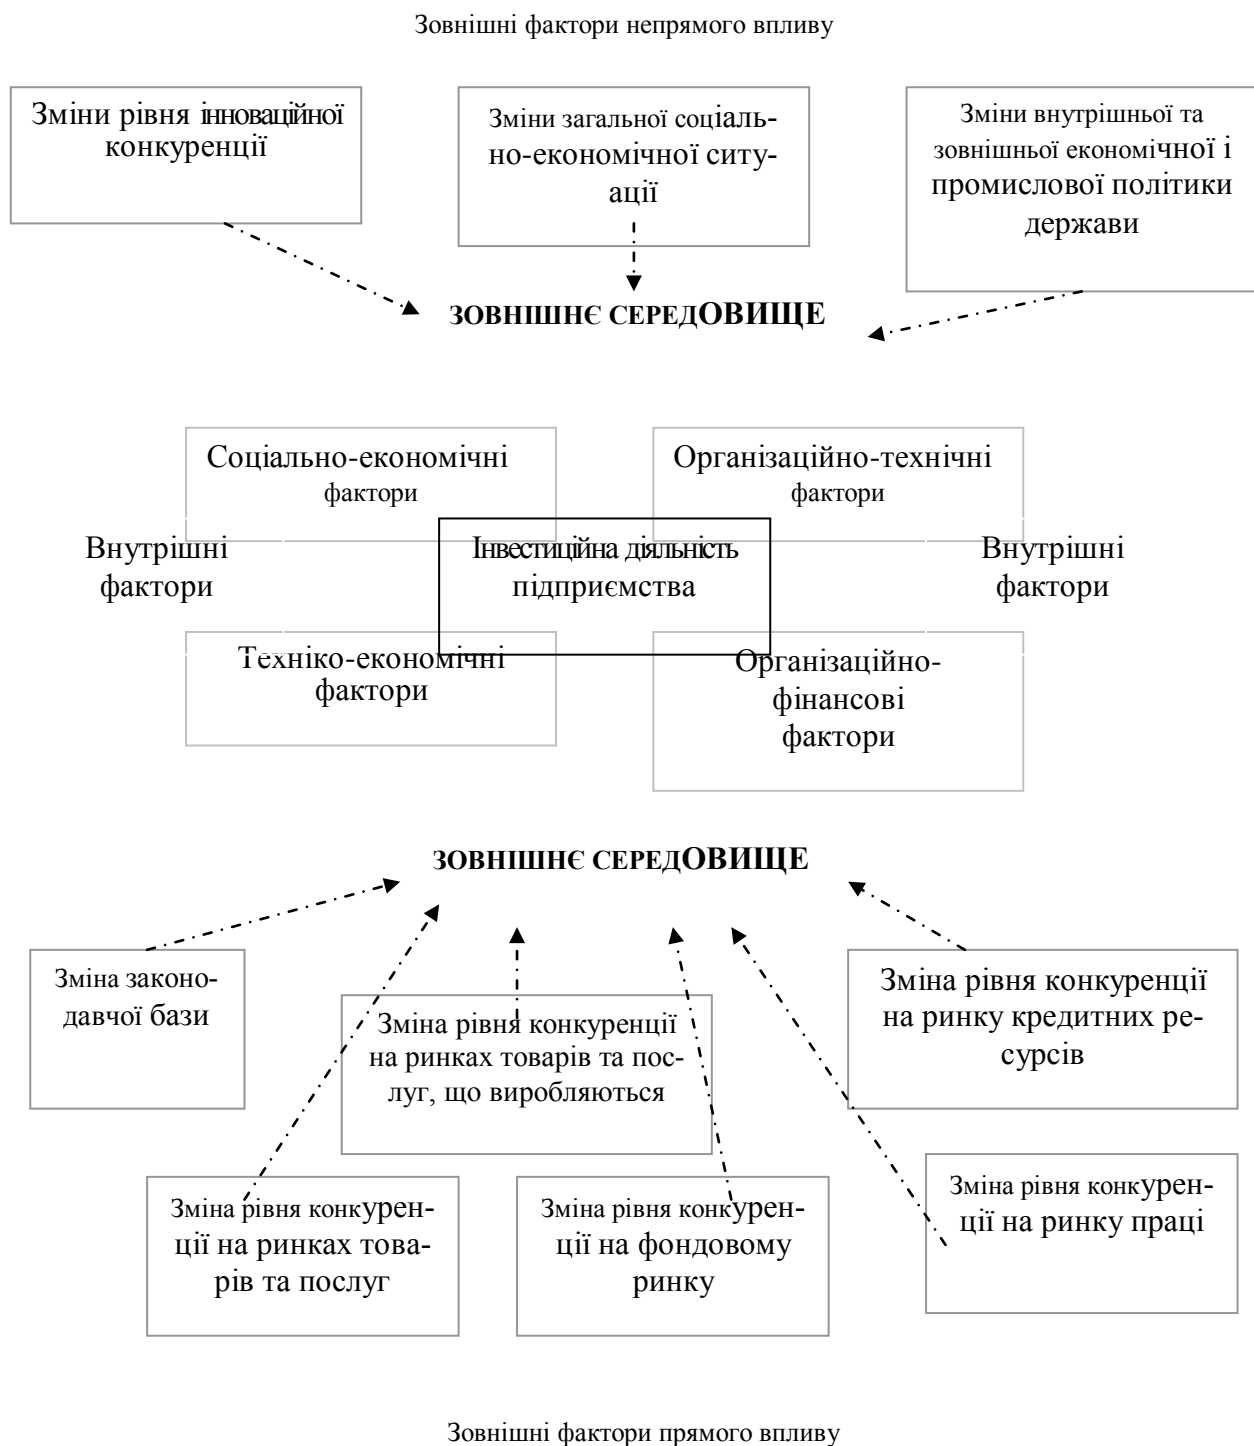 Зовнішні фактори непрямого впливу
Зміни рівня інноваційної
конкуренції
Зміни загальної соціаль-
но-економічної ситу-
ації
Зміни внутрішньої та
зовнішньої економічної і
промислової політики
держави
ЗОВНІШНЄ СЕРЕДОВИЩЕ
Соціально-економічні
фактори
Організаційно-технічні
фактори
Внутрішні
фактори
Інвестиційна діяльність
підприємства
Внутрішні
фактори
Техніко-економічні
фактори
Організаційно-
фінансові
фактори
ЗОВНІШНЄ СЕРЕДОВИЩЕ
Зміна законо-
давчої бази
Зміна рівня конкуренції
на ринках товарів та пос-
луг, що виробляються
Зміна рівня конкуренції
на ринку кредитних ре-
сурсів
Зміна рівня конкурен-
ції на ринках това-
рів та послуг
Зміна рівня конкурен-
ції на фондовому
ринку
Зміна рівня конкурен-
ції на ринку праці
Зовнішні фактори прямого впливу